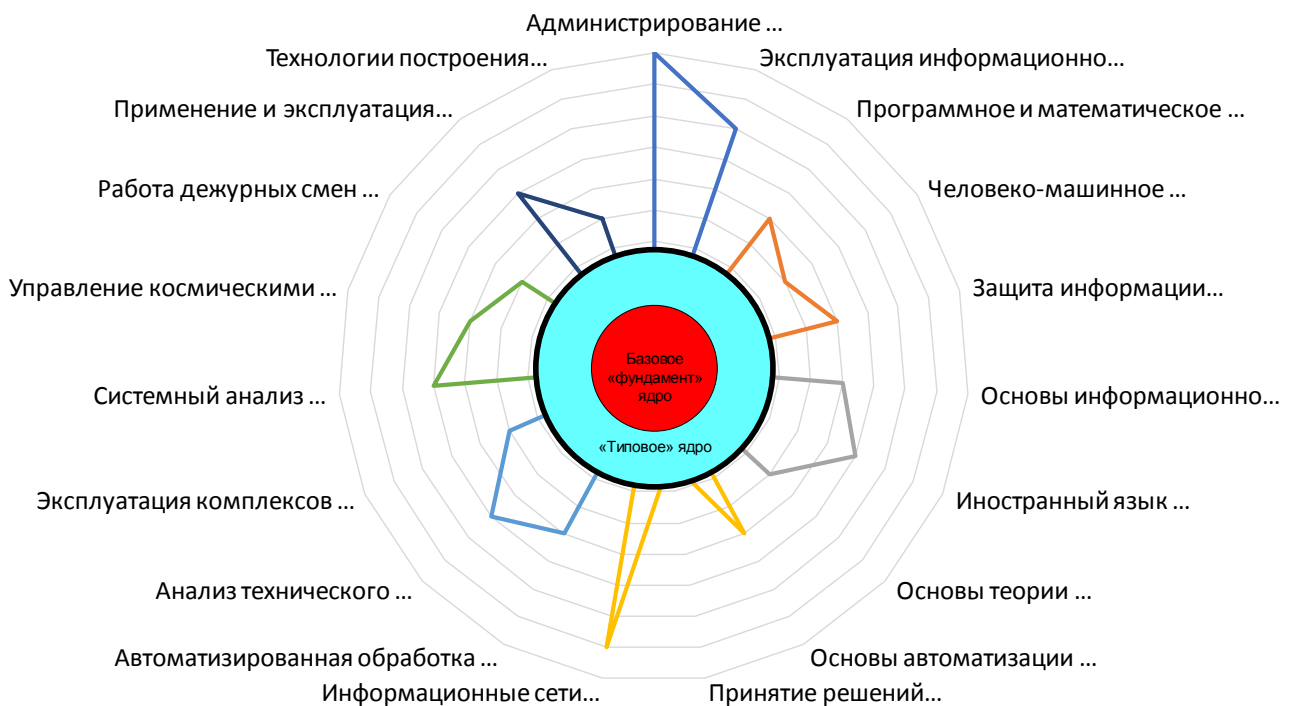 Администрирование ...
Технологии построения...
Эксплуатация информационно...
Применение и эксплуатация...
Программное и математическое ...
Работа дежурных смен ...
Человеко-машинное ...
Управление космическими ...
Защита информации...
Базовое
«фундамент»
ядро
Системный анализ ...
Основы информационно...
«Типовое» ядро
Эксплуатация комплексов ...
Иностранный язык ...
Анализ технического ...
Основы теории ...
Автоматизированная обработка ...
Основы автоматизации ...
Информационные сети...
Принятие решений...